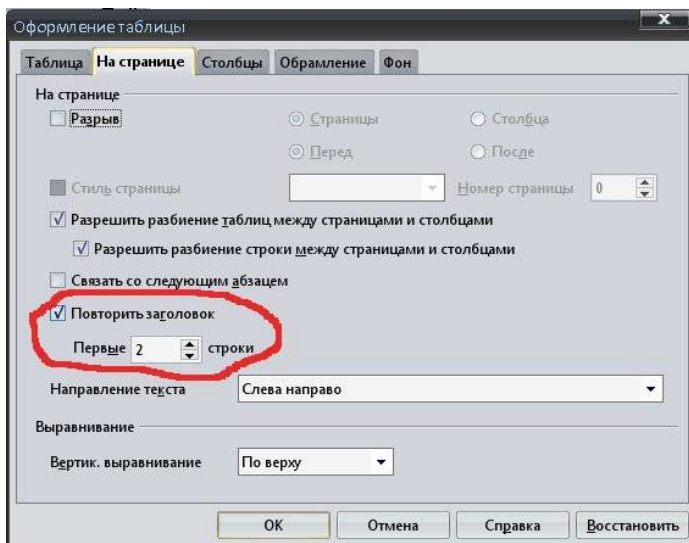 Оформление таблицы
Таблица На странице Столбцы Обрамление Фон
На странице
Разрыв Страницы Столбца
Перед После
Стиль страницы Номер страницы 0
Разрешить разбиение таблиц между страницами и столбцами
Разрешить разбиение строки между страницами и столбцами
Связать со следующим абзацем
Повторить заголовок
Первые 2 строки
Направление текста Слева направо
Выравнивание
Вертик. выравнивание По верху
ОК Отмена Справка Восстановить